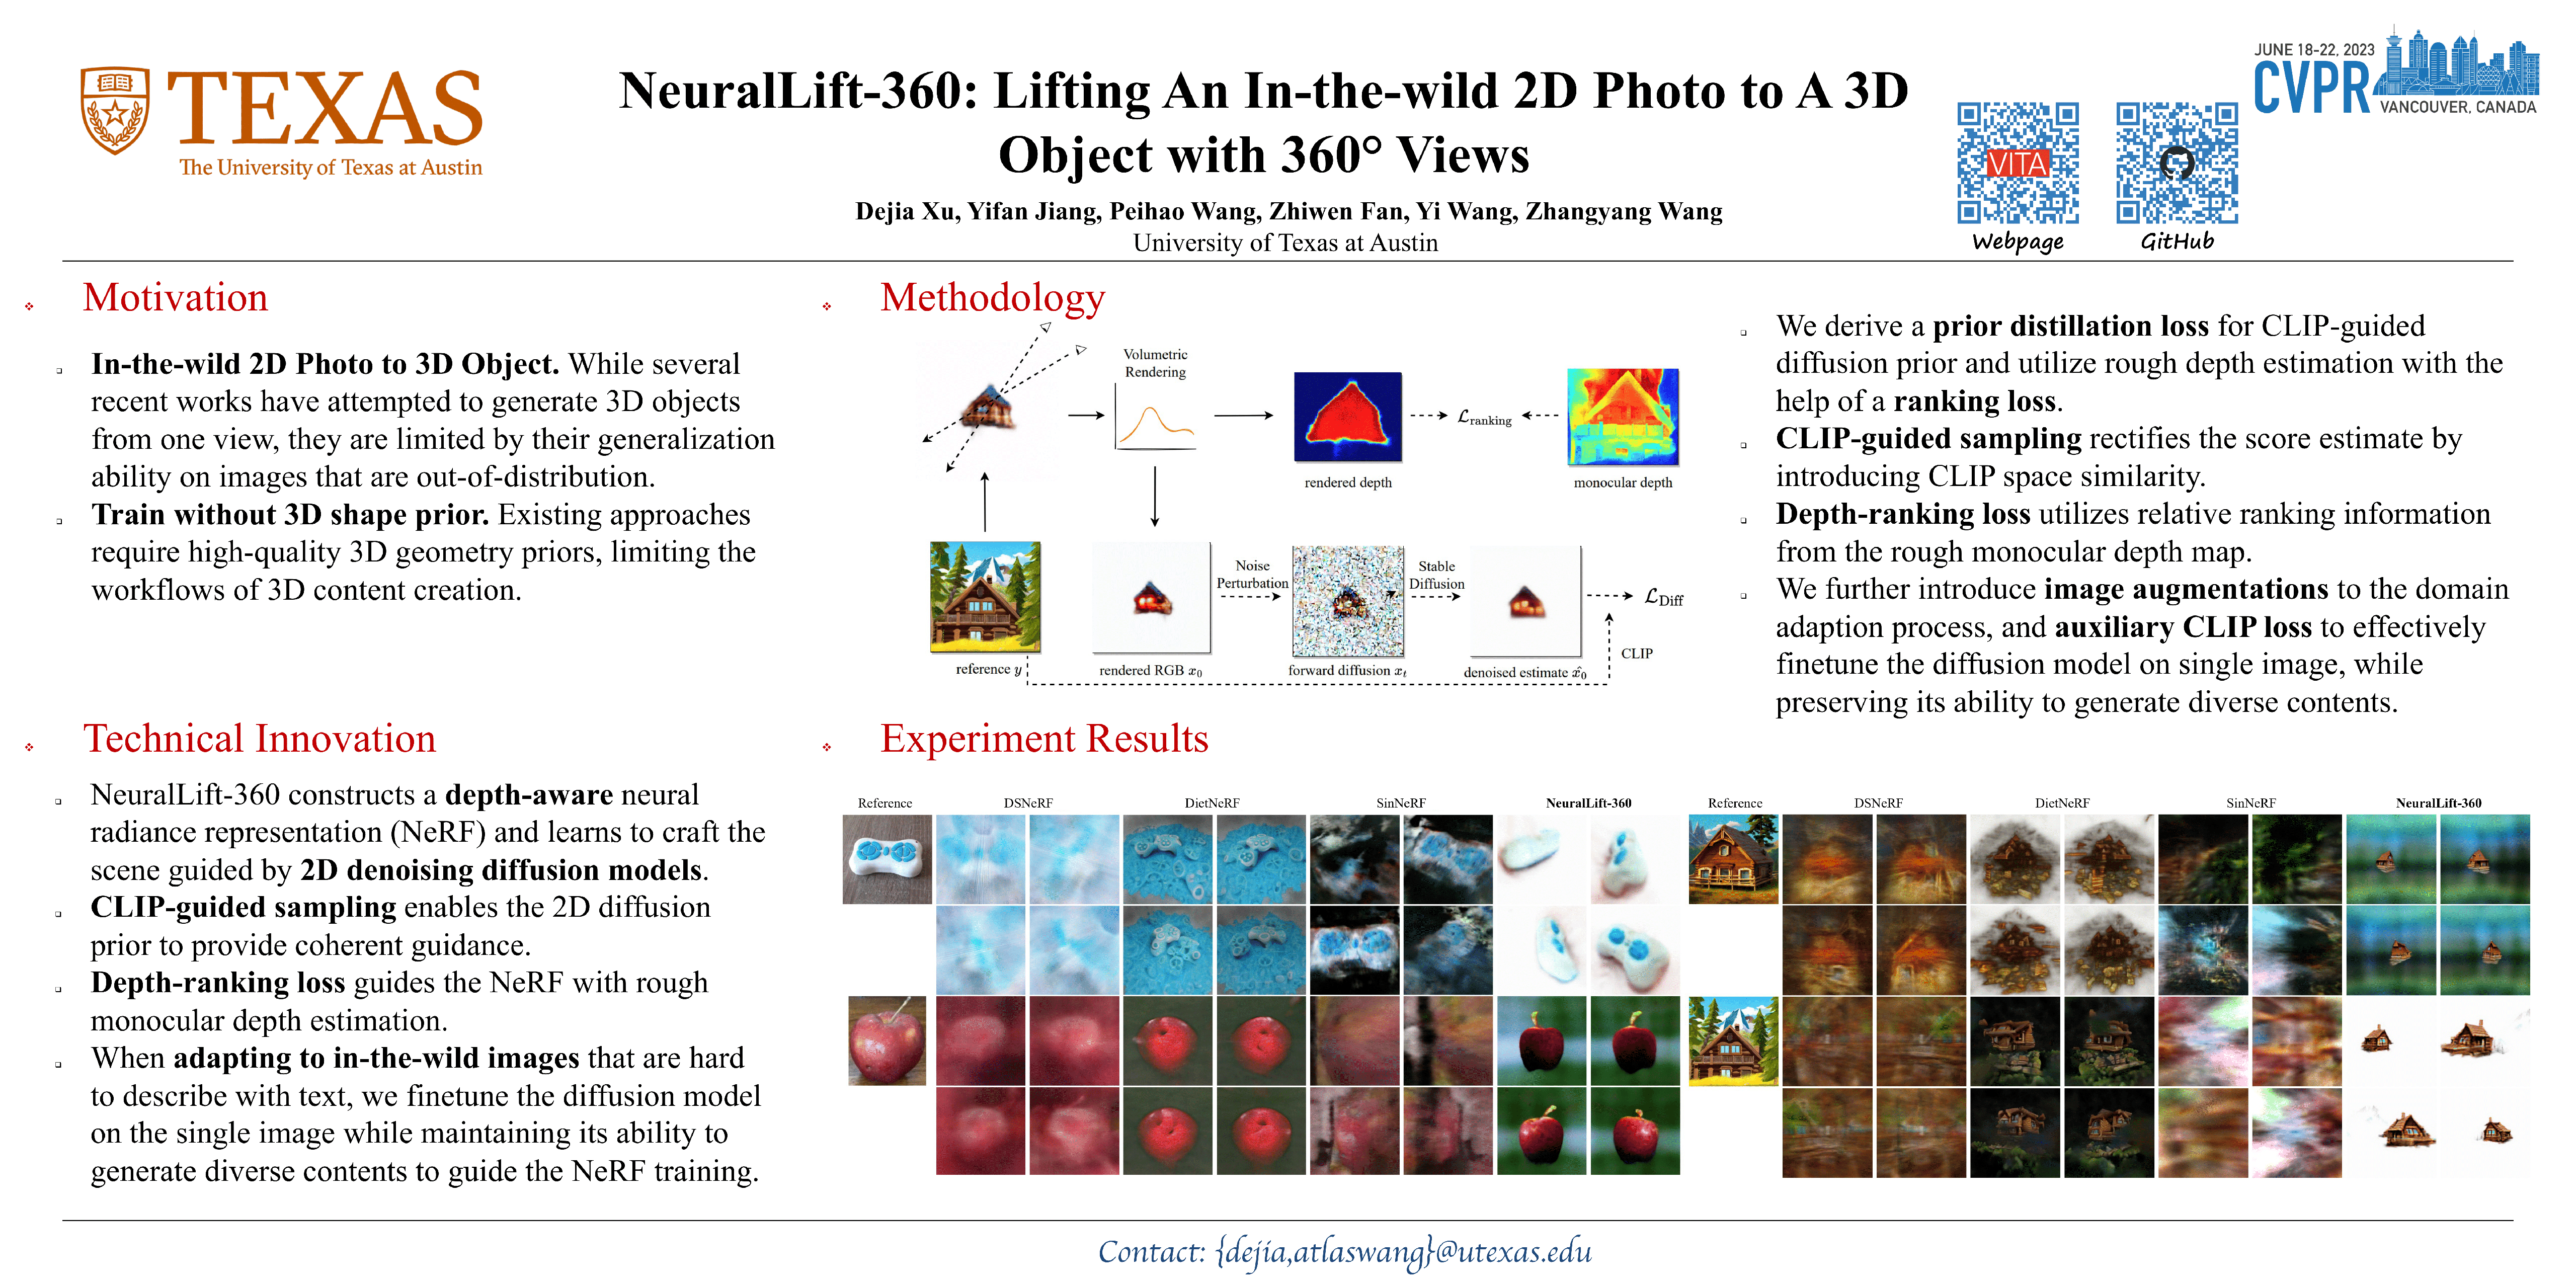 TEXAS
The University of Texas at Austin
NeuralLift-360: Lifting An In-the-wild 2D Photo to A 3D
Object with 360° Views
Dejia Xu, Yifan Jiang, Peihao Wang, Zhiwen Fan, Yi Wang, Zhangyang Wang
University of Texas at Austin
VITA
Webpage
GitHub
JUNE 18-22, 2023
CVPR
VANCOUVER, CANADA
Motivation
In-the-wild 2D Photo to 3D Object. While several
recent works have attempted to generate 3D objects
from one view, they are limited by their generalization
ability on images that are out-of-distribution.
Train without 3D shape prior. Existing approaches
require high-quality 3D geometry priors, limiting the
workflows of 3D content creation.
Technical Innovation
NeuralLift-360 constructs a depth-aware neural
radiance representation (NeRF) and learns to craft the
scene guided by 2D denoising diffusion models.
CLIP-guided sampling enables the 2D diffusion
prior to provide coherent guidance.
Depth-ranking loss guides the NeRF with rough
monocular depth estimation.
When adapting to in-the-wild images that are hard
to describe with text, we finetune the diffusion model
on the single image while maintaining its ability to
generate diverse contents to guide the NeRF training.
Methodology
Volumetric
Rendering
ℒranking
rendered depth
monocular depth
Noise
Perturbation
Stable
Diffusion
ℒDiff
CLIP
reference y
rendered RGB x₀
forward diffusion xₜ
denoised estimate x̂₀
We derive a prior distillation loss for CLIP-guided
diffusion prior and utilize rough depth estimation with the
help of a ranking loss.
CLIP-guided sampling rectifies the score estimate by
introducing CLIP space similarity.
Depth-ranking loss utilizes relative ranking information
from the rough monocular depth map.
We further introduce image augmentations to the domain
adaption process, and auxiliary CLIP loss to effectively
finetune the diffusion model on single image, while
preserving its ability to generate diverse contents.
Experiment Results
Reference DSNeRF DietNeRF SinNeRF NeuralLift-360 Reference DSNeRF DietNeRF SinNeRF NeuralLift-360
Contact: {dejia,atlaswang}@utexas.edu